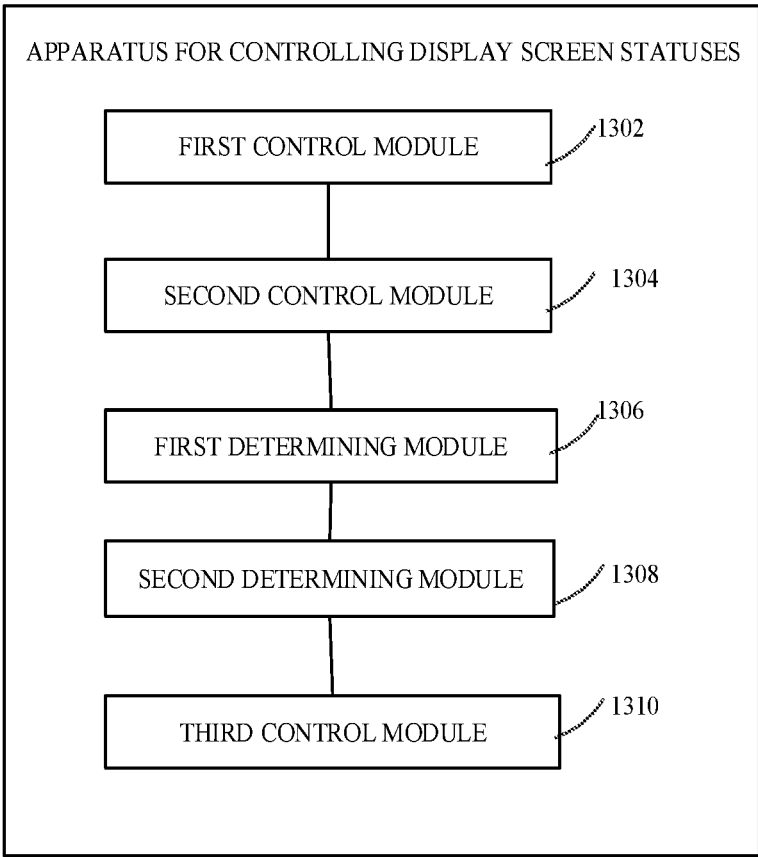 APPARATUS FOR CONTROLLING DISPLAY SCREEN STATUSES
FIRST CONTROL MODULE
1302
SECOND CONTROL MODULE
1304
FIRST DETERMINING MODULE
1306
SECOND DETERMINING MODULE
1308
THIRD CONTROL MODULE
1310